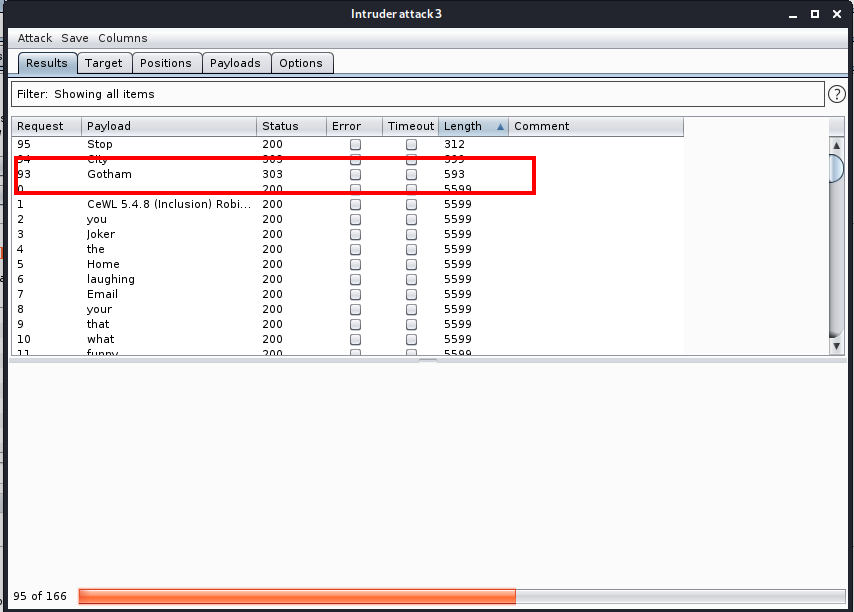 Intruder attack 3
Attack Save Columns
Results Target Positions Payloads Options
Filter: Showing all items ?
Request Payload Status Error Timeout Length Comment
95 Stop 200 312
94 City 303 593
93 Gotham 303 593
0 200 5599
1 CeWL 5.4.8 (Inclusion) Robi... 200 5599
2 you 200 5599
3 Joker 200 5599
4 the 200 5599
5 Home 200 5599
6 laughing 200 5599
7 Email 200 5599
8 your 200 5599
9 that 200 5599
10 what 200 5599
11 funny 200 5599
95 of 166